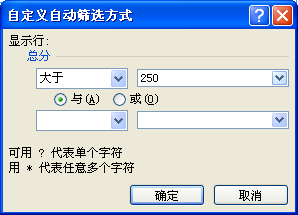 自定义自动筛选方式
显示行:
总分
大于 250
与(A) 或(O)
可用 ? 代表单个字符
用 * 代表任意多个字符
确定 取消